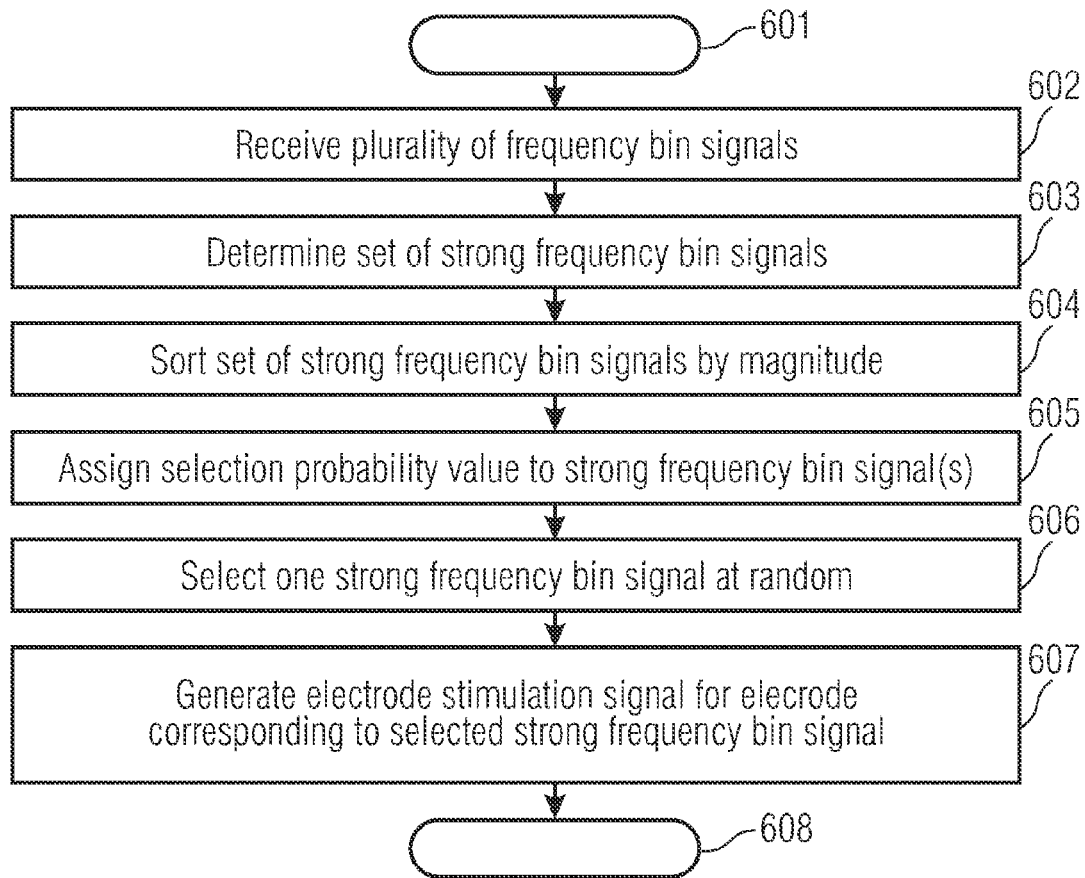 601
602
Receive plurality of frequency bin signals
603
Determine set of strong frequency bin signals
604
Sort set of strong frequency bin signals by magnitude
605
Assign selection probability value to strong frequency bin signal(s)
606
Select one strong frequency bin signal at random
607
Generate electrode stimulation signal for elecrode
corresponding to selected strong frequency bin signal
608